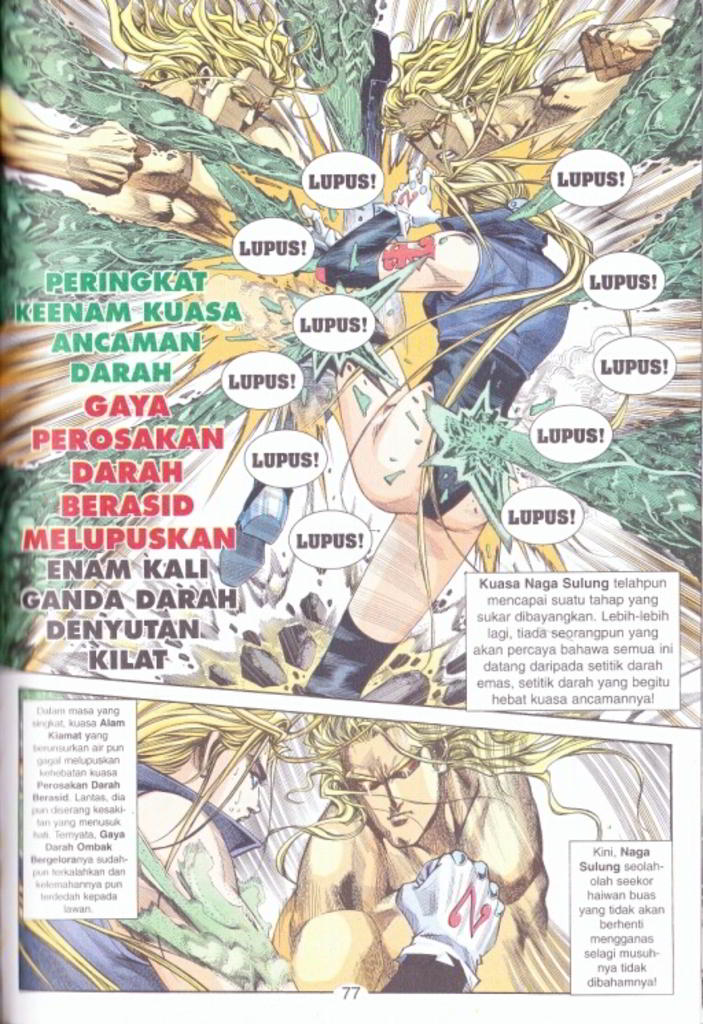 LUPUS!
LUPUS!
LUPUS!
LUPUS!
LUPUS!
LUPUS!
LUPUS!
LUPUS!
LUPUS!
LUPUS!
LUPUS!
PERINGKAT
KEENAM KUASA
ANCAMAN
DARAH
GAYA
PEROSAKAN
DARAH
BERASID
MELUPUSKAN
ENAM KALI
GANDA DARAH
DENYUTAN
KILAT
Kuasa Naga Sulung telahpun
mencapai suatu tahap yang
sukar dibayangkan. Lebih-lebih
lagi, tiada seorangpun yang
akan percaya bahawa semua ini
datang daripada setitik darah
emas, setitik darah yang begitu
hebat kuasa ancamannya!
Dalam masa yang
singkat, kuasa Alam
Kiamat yang
berunsurkan air pun
gagal melupuskan
kehebatan kuasa
Perosakan Darah
Berasid. Lantas, dia
pun diserang kesaki-
tan yang menusuk
hati. Ternyata, Gaya
Darah Ombak
Bergeloranya sudah-
pun terkalahkan dan
kelemahannya pun
terdedah kepada
lawan.
N
Kini, Naga
Sulung seolah-
olah seekor
haiwan buas
yang tidak akan
berhenti
mengganas
selagi musuh-
nya tidak
dibahamnya!
77